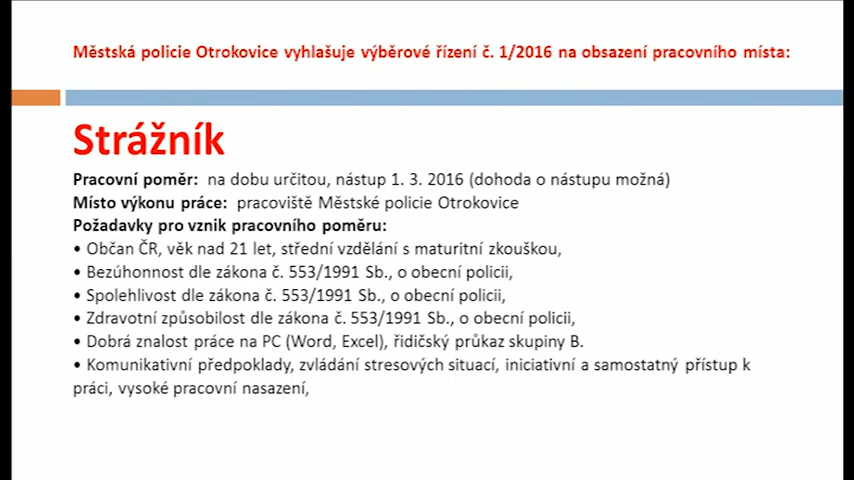 Městská policie Otrokovice vyhlašuje výběrové řízení č. 1/2016 na obsazení pracovního místa:
Strážník
Pracovní poměr: na dobu určitou, nástup 1. 3. 2016 (dohoda o nástupu možná)
Místo výkonu práce: pracoviště Městské policie Otrokovice
Požadavky pro vznik pracovního poměru:
• Občan ČR, věk nad 21 let, střední vzdělání s maturitní zkouškou,
• Bezúhonnost dle zákona č. 553/1991 Sb., o obecní policii,
• Spolehlivost dle zákona č. 553/1991 Sb., o obecní policii,
• Zdravotní způsobilost dle zákona č. 553/1991 Sb., o obecní policii,
• Dobrá znalost práce na PC (Word, Excel), řidičský průkaz skupiny B.
• Komunikativní předpoklady, zvládání stresových situací, iniciativní a samostatný přístup k
práci, vysoké pracovní nasazení,